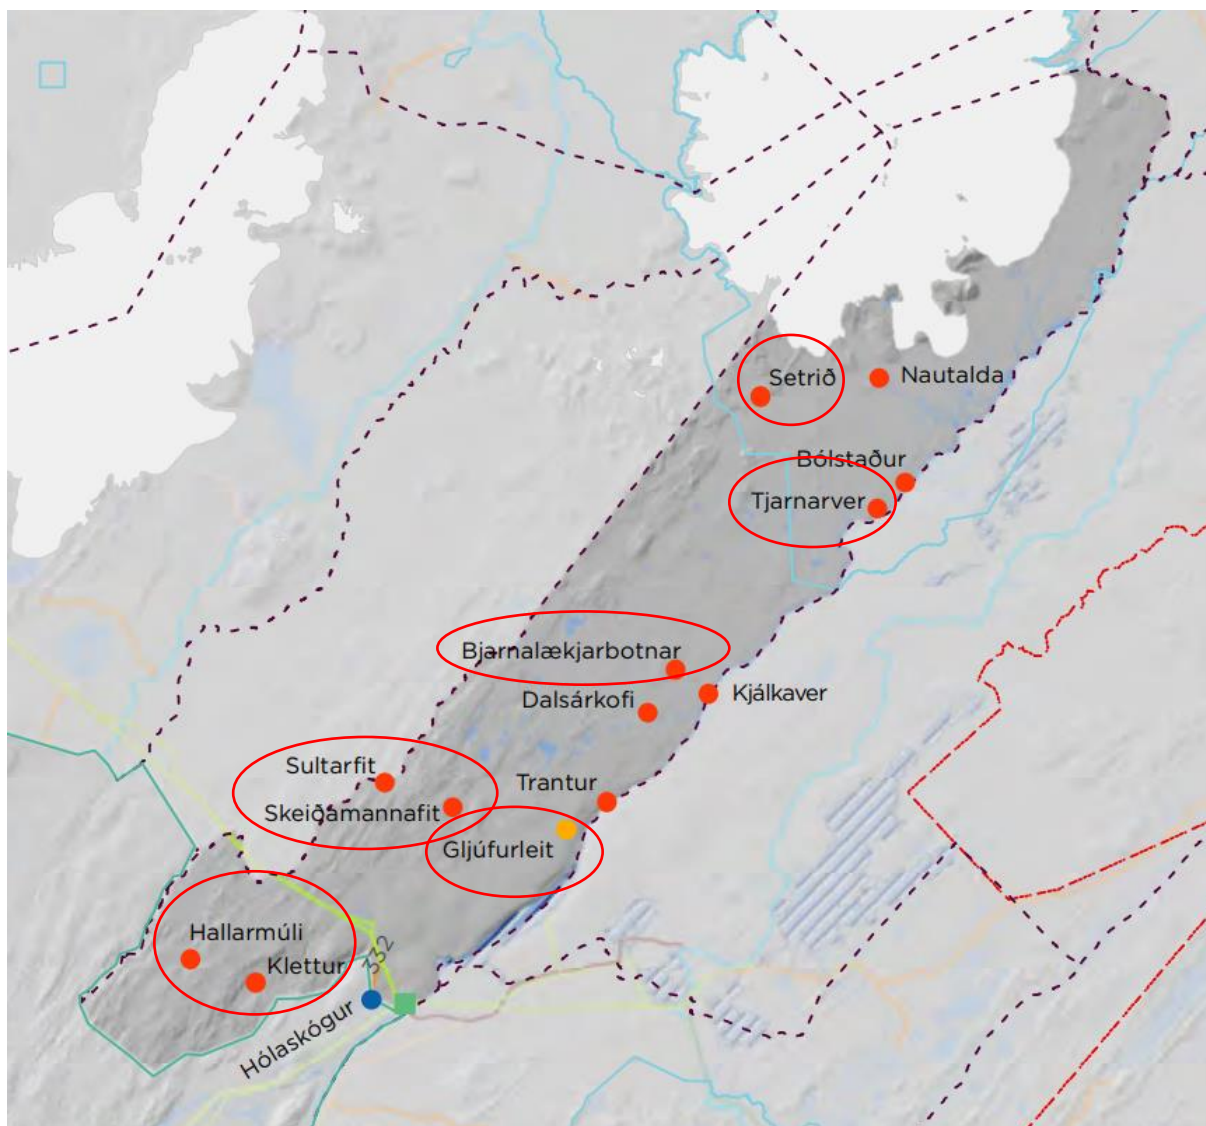 Setrið
Nautalda
Bólstaður
Tjarnarver
Bjarnalækjarbotnar
Dalsárkofi
Kjálkaver
Sultarfit
Trantur
Skeiðamannafit
Gljúfurleit
Hallarmúli
Klettur
332
Hólaskógur